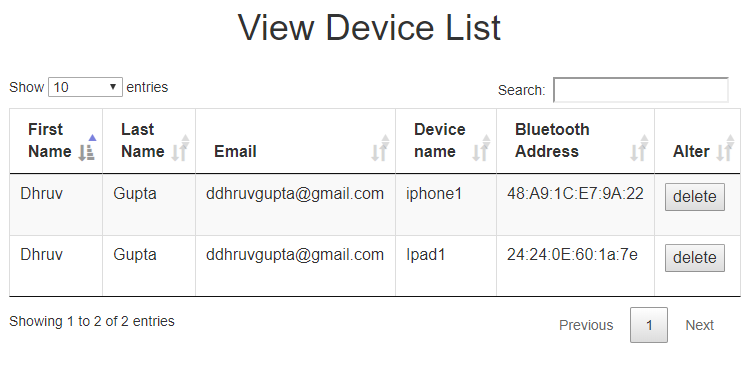 View Device List
Show 10 entries Search:
First Name Last Name Email Device name Bluetooth Address Alter
Dhruv Gupta ddhruvgupta@gmail.com iphone1 48:A9:1C:E7:9A:22 delete
Dhruv Gupta ddhruvgupta@gmail.com Ipad1 24:24:0E:60:1a:7e delete
Showing 1 to 2 of 2 entries Previous 1 Next